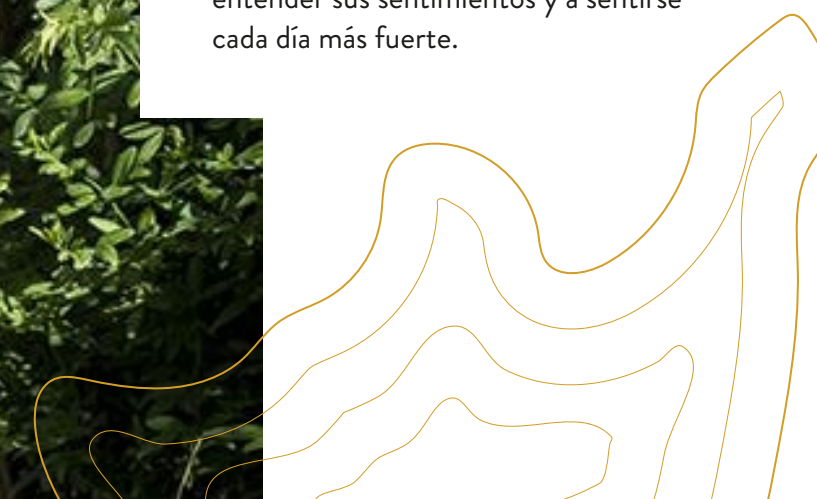 entender sus sentimientos y a sentirse
cada día más fuerte.